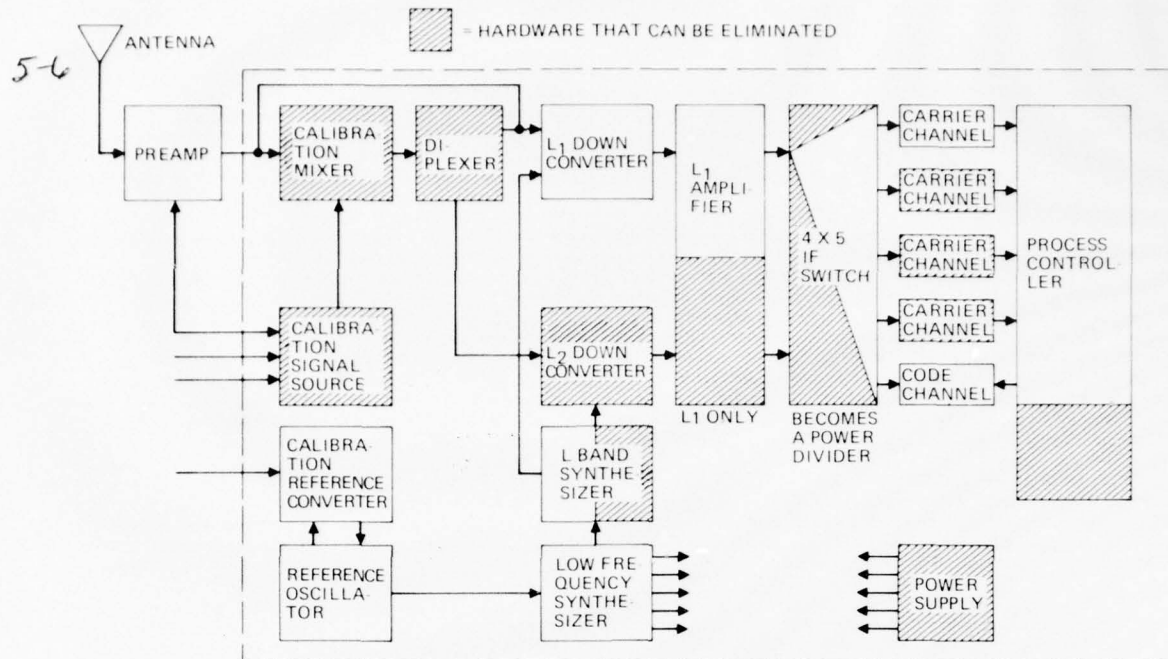 ANTENNA
= HARDWARE THAT CAN BE ELIMINATED
5-6
PREAMP
CALIBRA-
TION
MIXER
DI-
PLEXER
L1 DOWN
CONVERTER
L1
AMPLI-
FIER
4 X 5
IF
SWITCH
CARRIER
CHANNEL
CARRIER
CHANNEL
CARRIER
CHANNEL
CARRIER
CHANNEL
CODE
CHANNEL
PROCESS
CONTROL-
LER
CALIBRA-
TION
SIGNAL
SOURCE
L2 DOWN
CONVERTER
L1 ONLY
BECOMES
A POWER
DIVIDER
CALIBRA-
TION
REFERENCE
CONVERTER
L BAND
SYNTHE
SIZER
REFERENCE
OSCILLA-
TOR
LOW FRE-
QUENCY
SYNTHE-
SIZER
POWER
SUPPLY